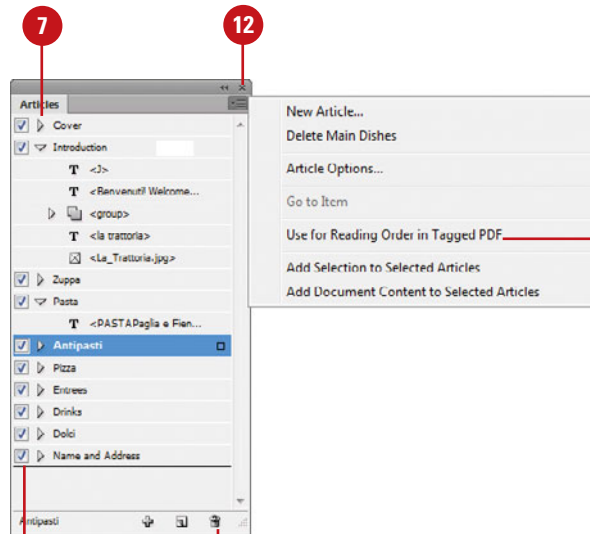 7
12
Articles
Cover
Introduction
T <J>
T <Benvenuti! Welcome...
<group>
T <la trattoria>
<La_Trattoria.jpg>
Zuppa
Pasta
T <PASTAPaglia e Fien...
Antipasti
Pizza
Entrees
Drinks
Dolci
Name and Address
Antipasti
New Article...
Delete Main Dishes
Article Options...
Go to Item
Use for Reading Order in Tagged PDF
Add Selection to Selected Articles
Add Document Content to Selected Articles